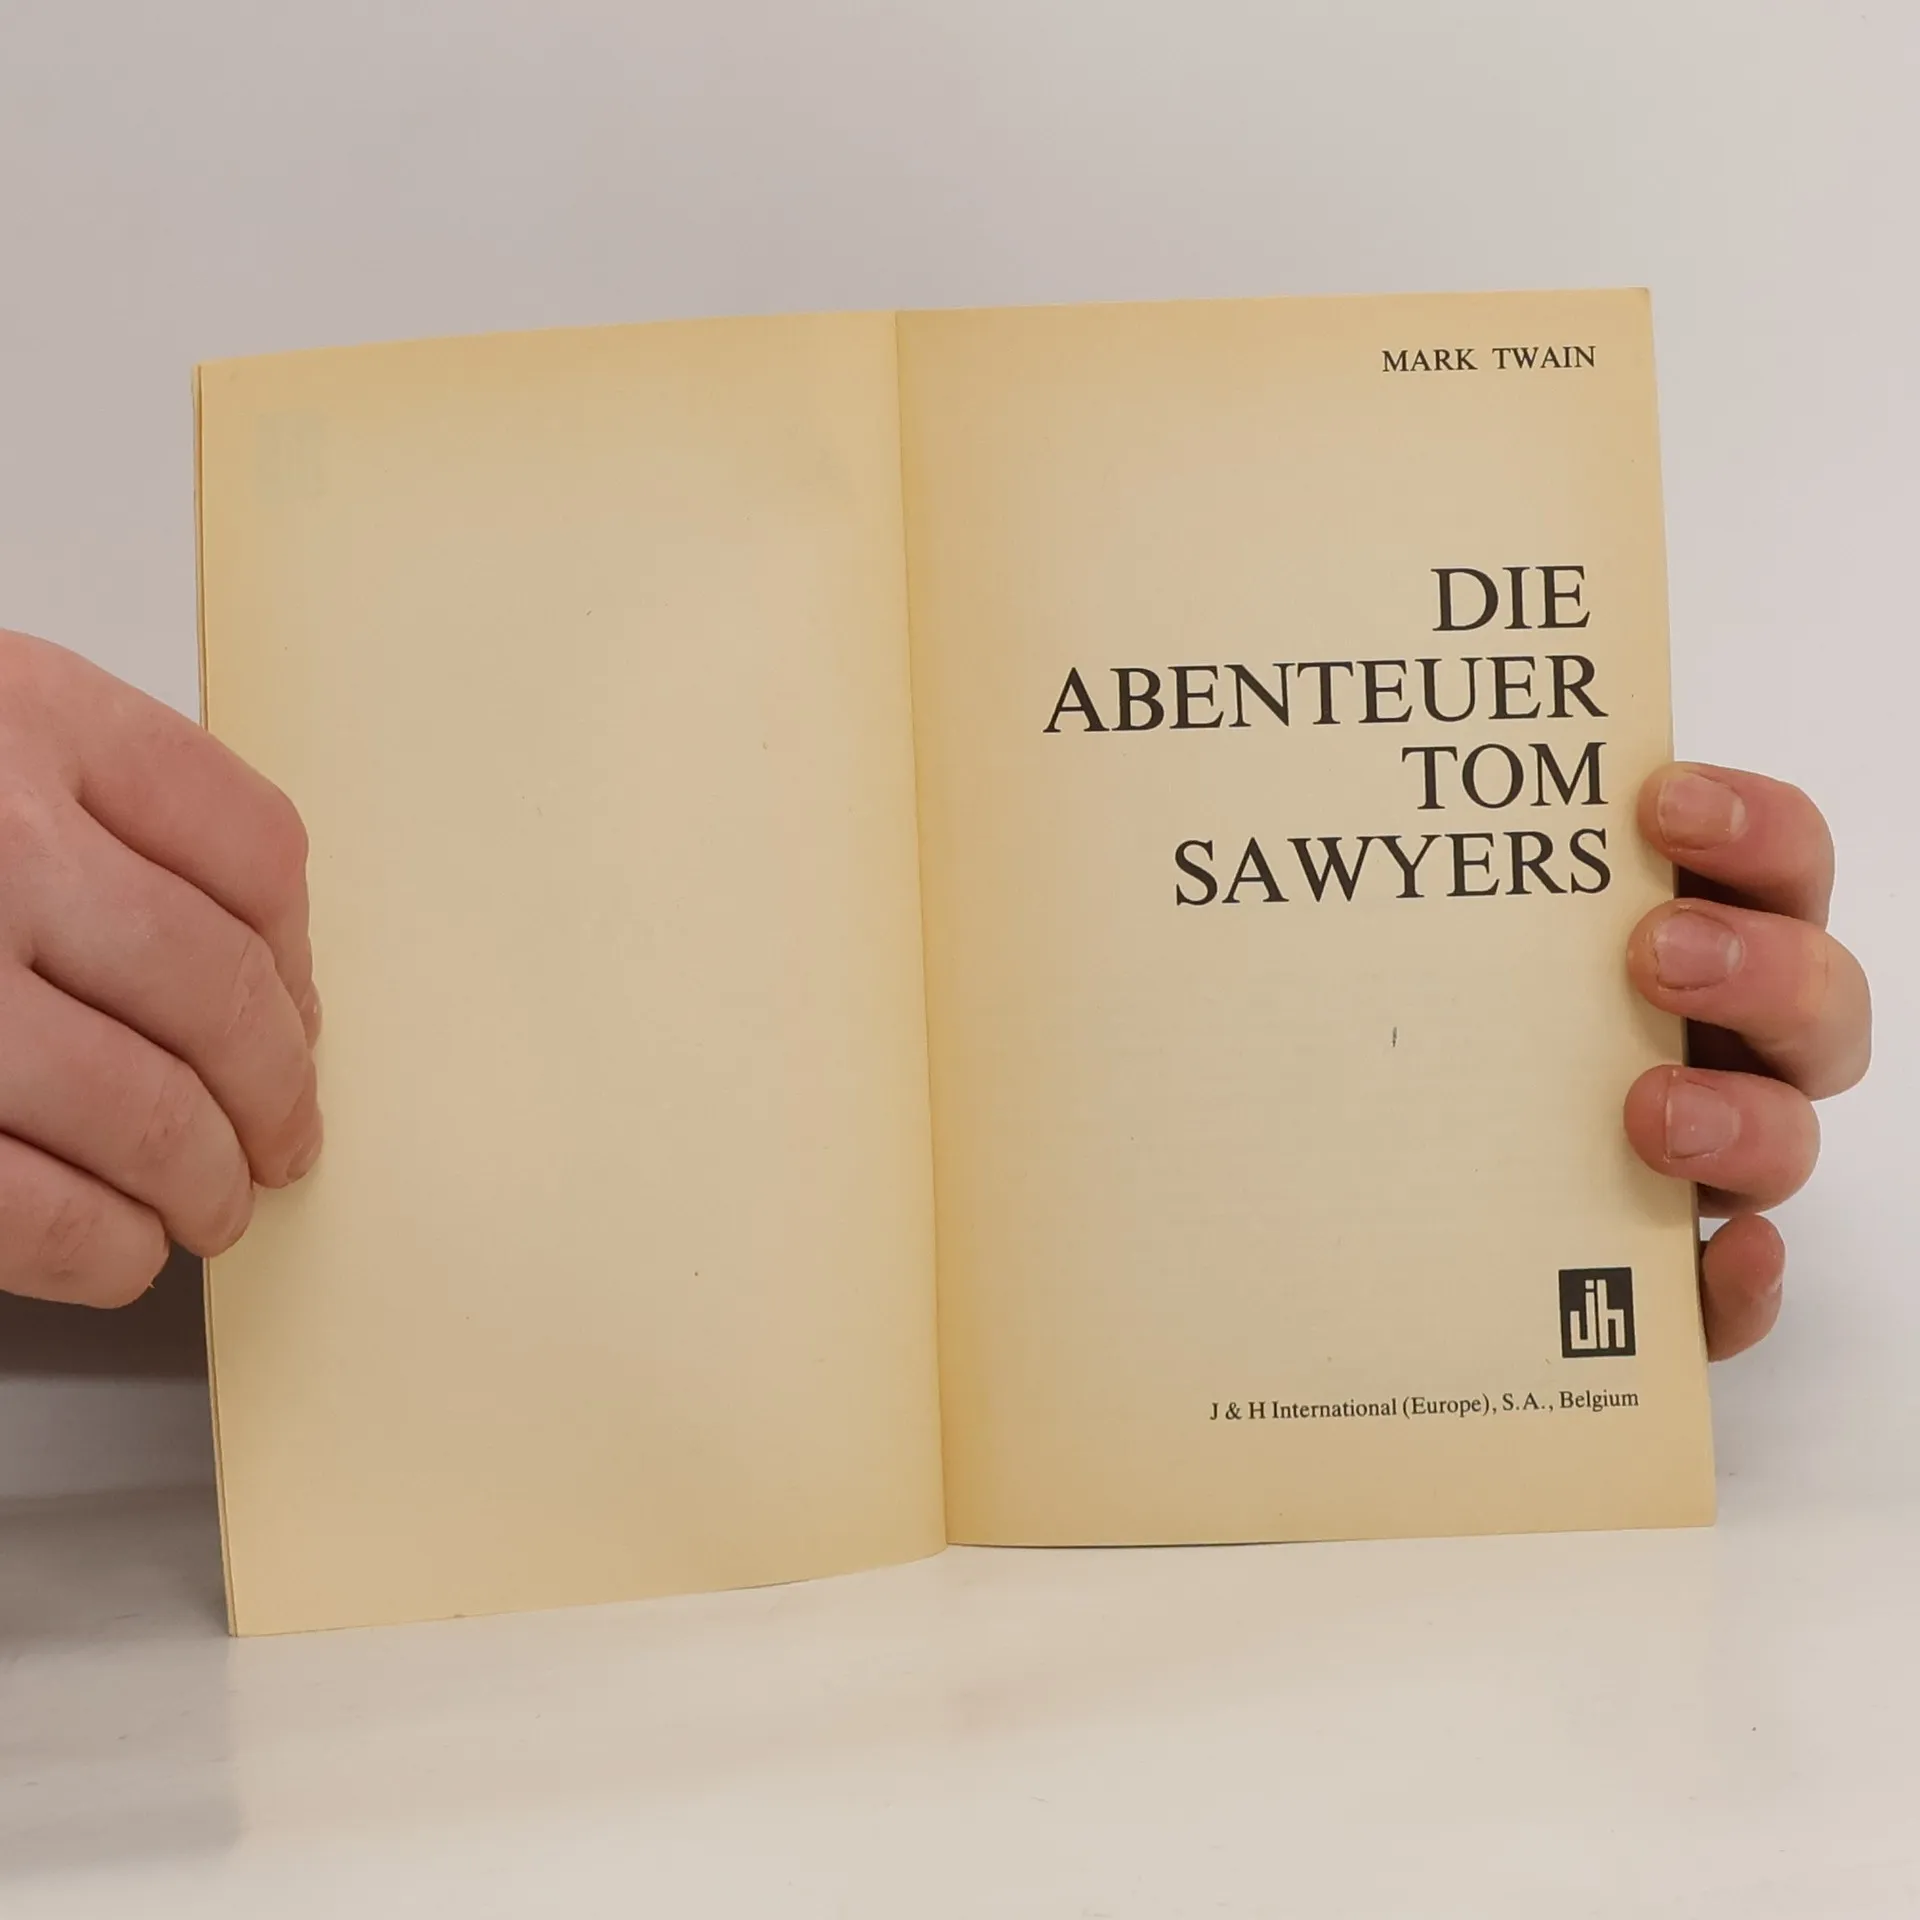 MARK TWAIN
DIE
ABENTEUER
TOM
SAWYERS
jh
J & H International (Europe), S.A., Belgium